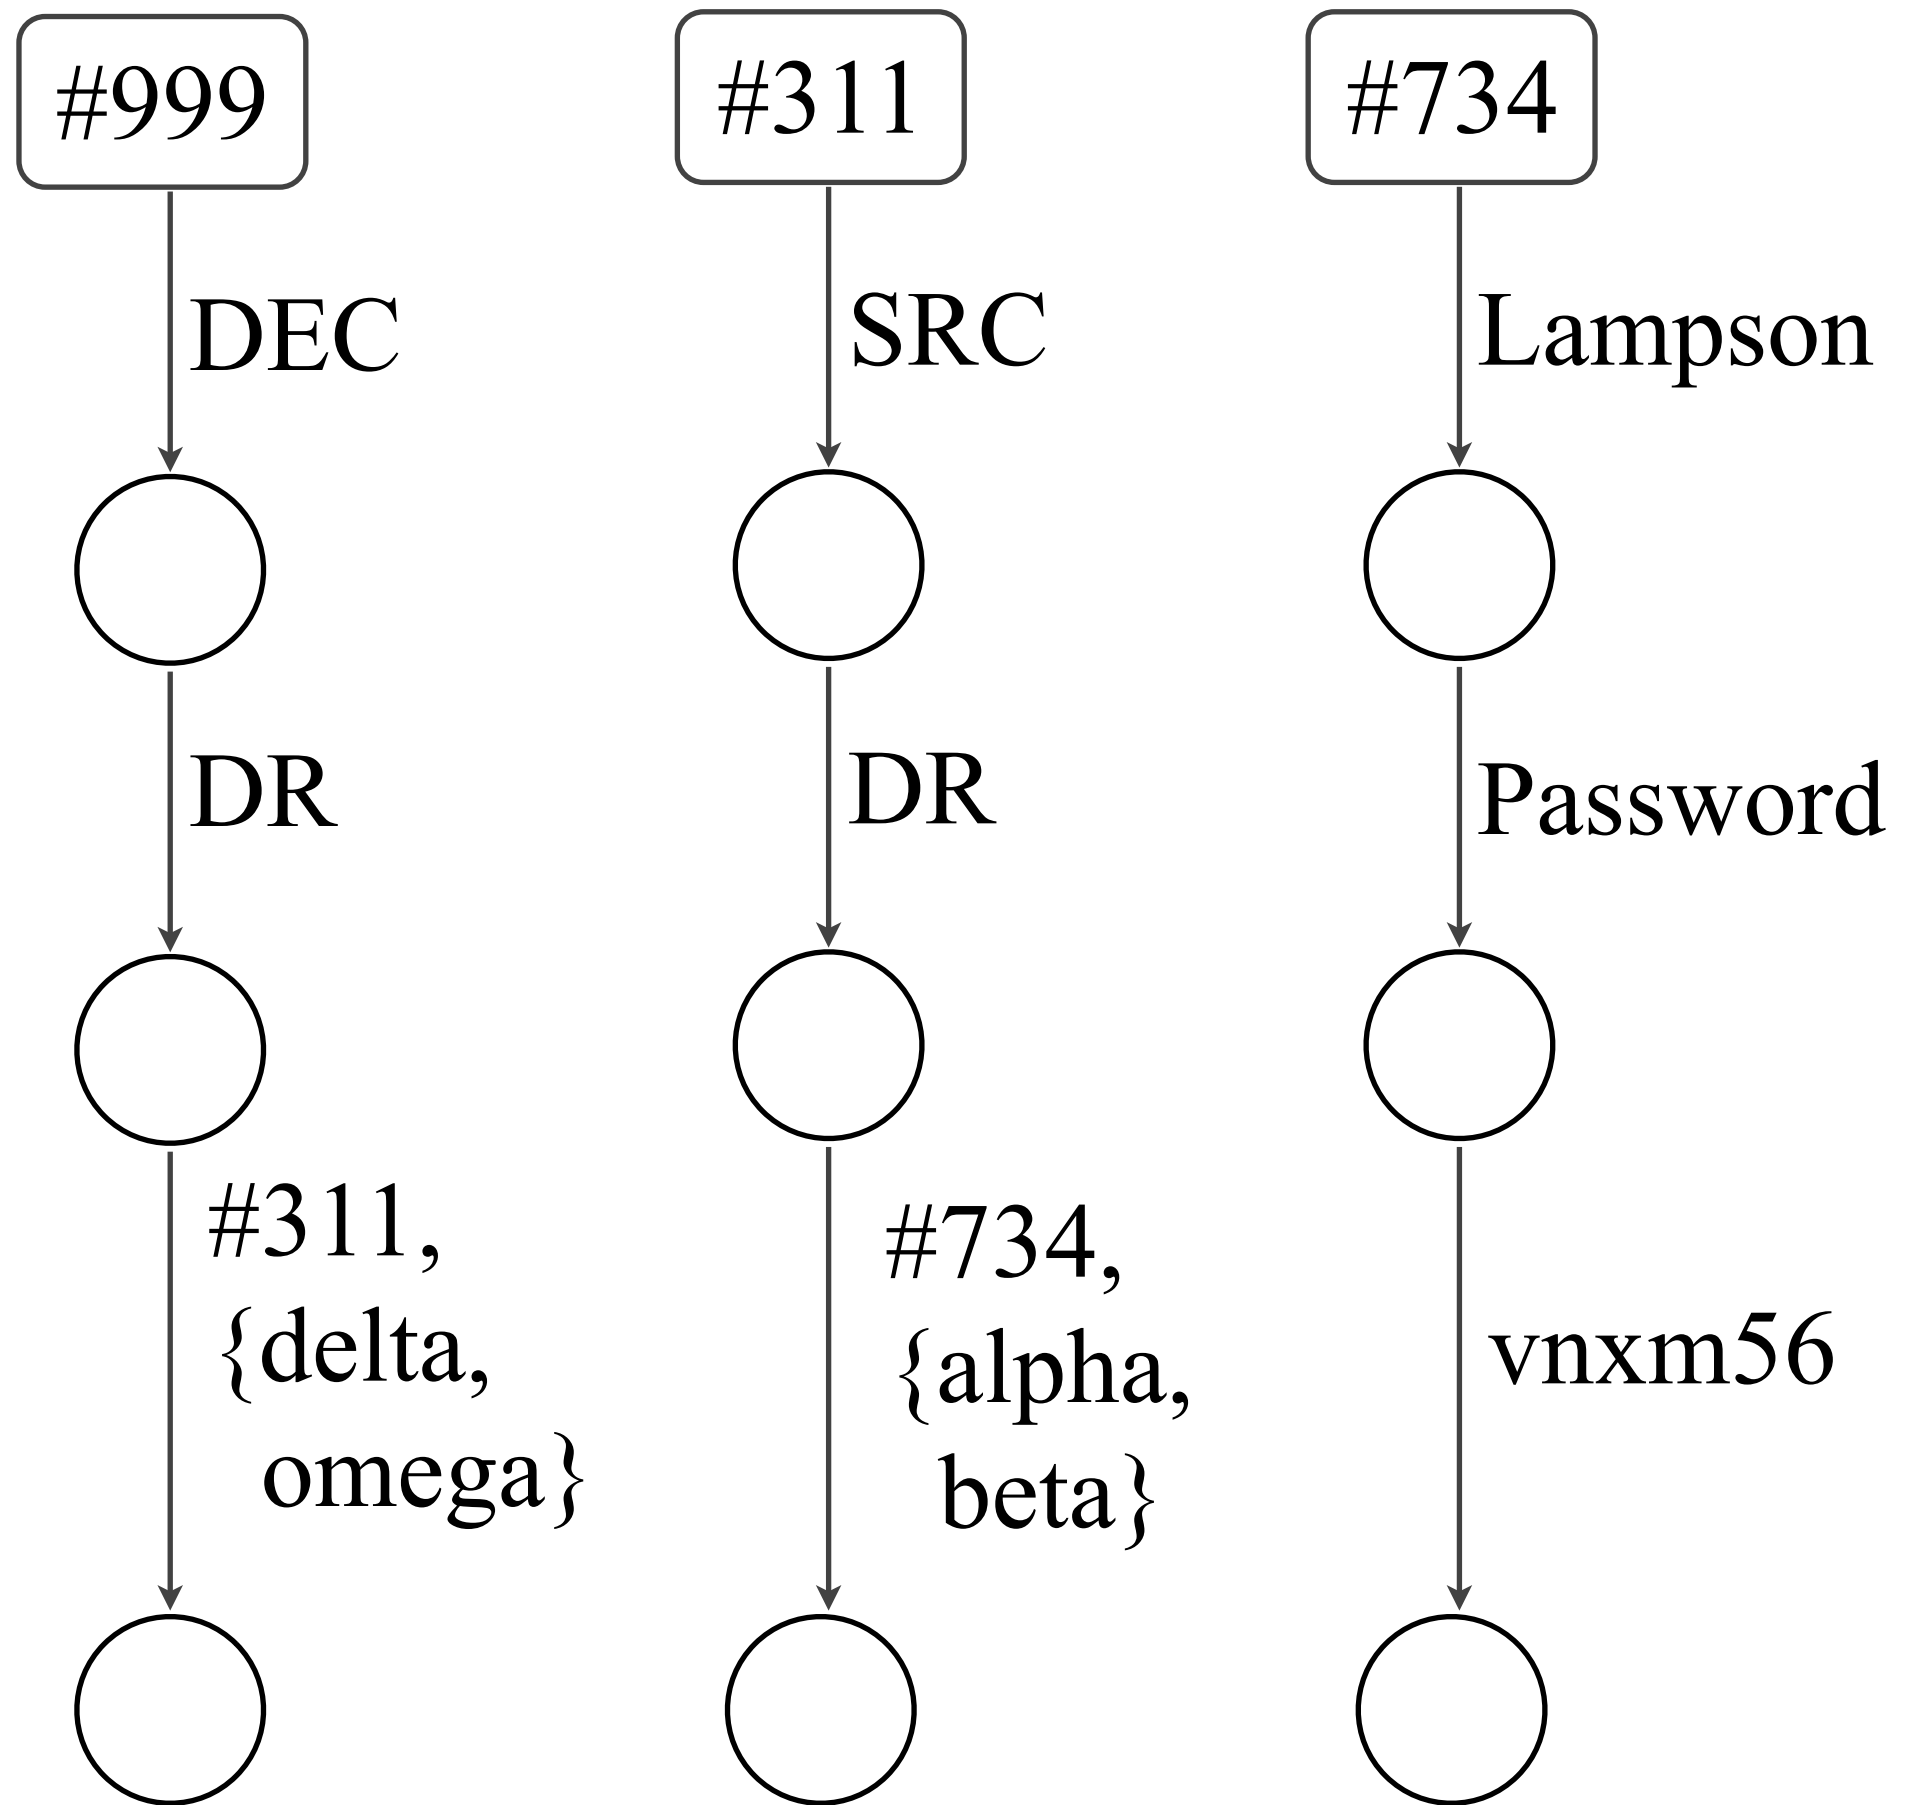 #999
#311
#734
DEC
SRC
Lampson
DR
DR
Password
#311,
{delta,
omega}
#734,
{alpha,
beta}
vnxm56